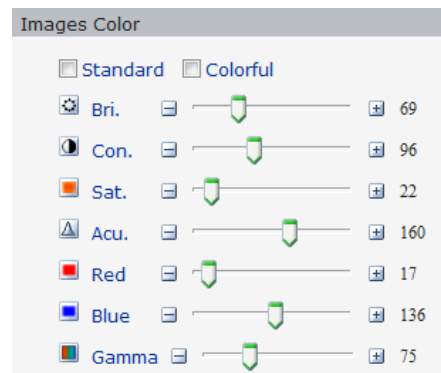 Images Color
Standard Colorful
Bri. 69
Con. 96
Sat. 22
Acu. 160
Red 17
Blue 136
Gamma 75